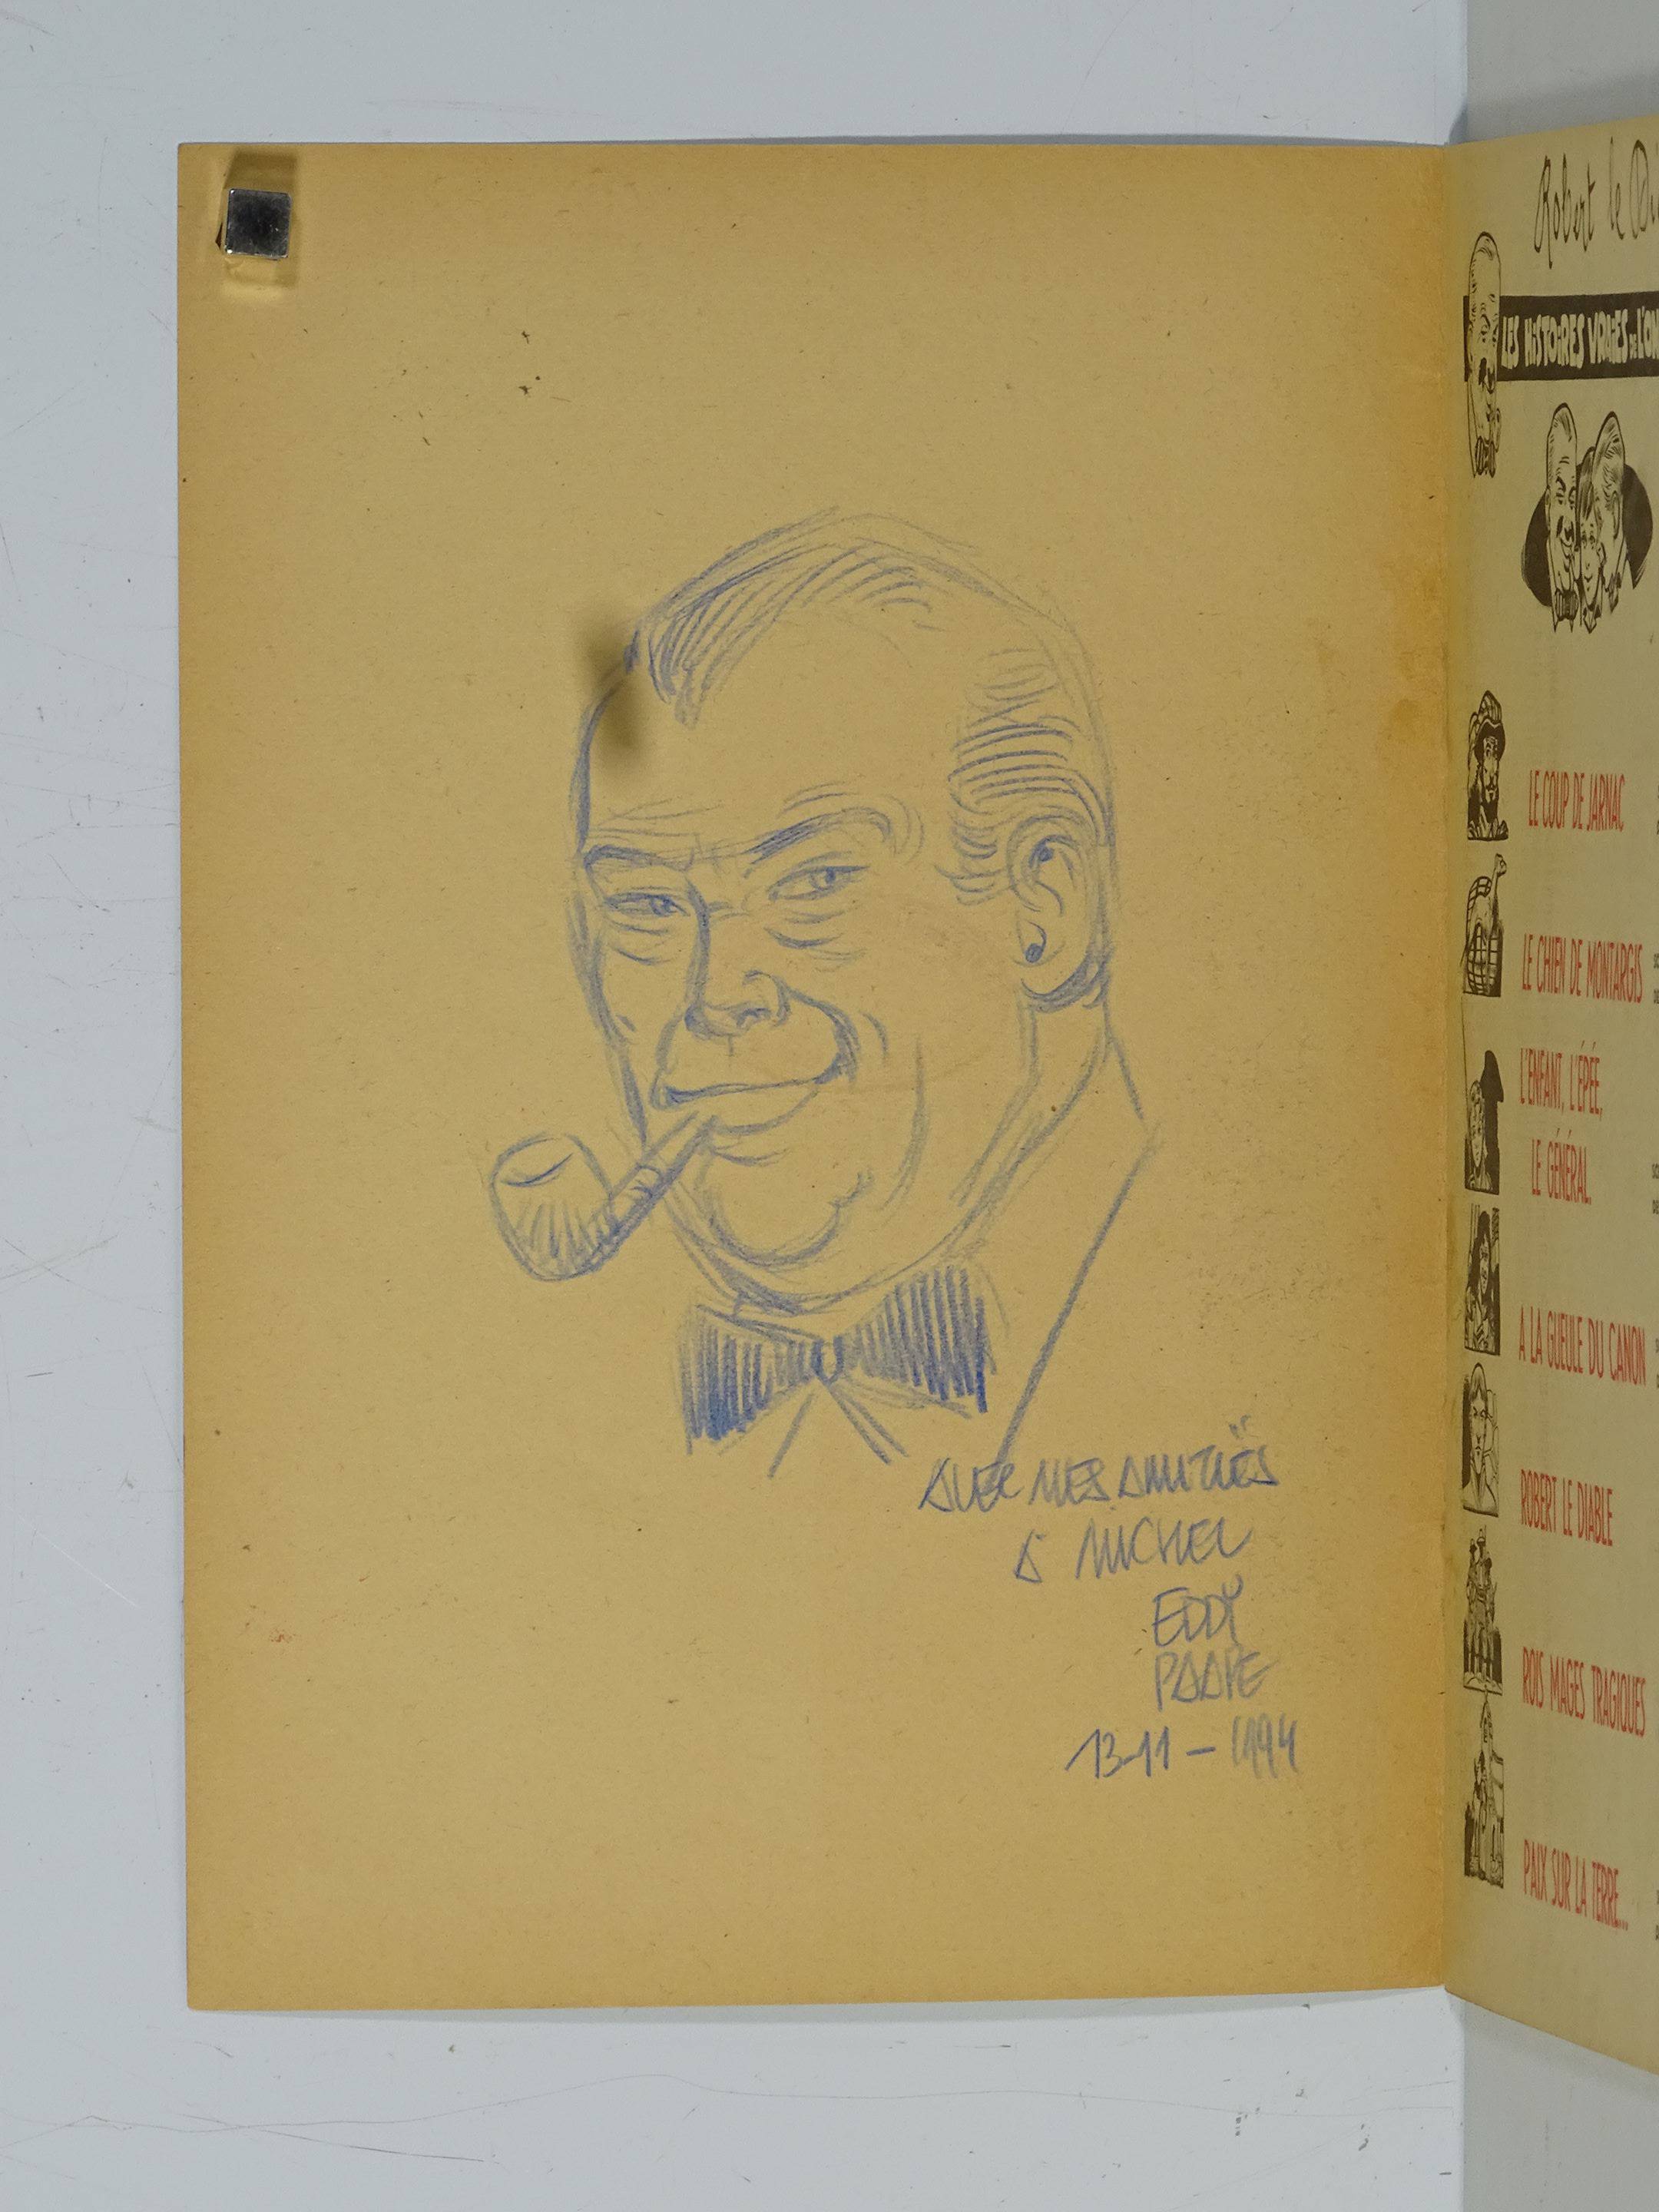 AVEC MES AMITIÉS
À MICHEL
EDDY
PAAPE
13-11-1994
Robert le
LES HISTOIRES VRAIES DE L'ON
LE COUP DE JARNAC
LE CHIEN DE MONTARGIS
L'ENFANT, L'ÉPÉE,
LE GÉNÉRAL.
A LA GUEULE DU CANON
ROBERT LE DIABLE
ROIS MAGES TRAGIQUES
PAIX SUR LA TERRE...